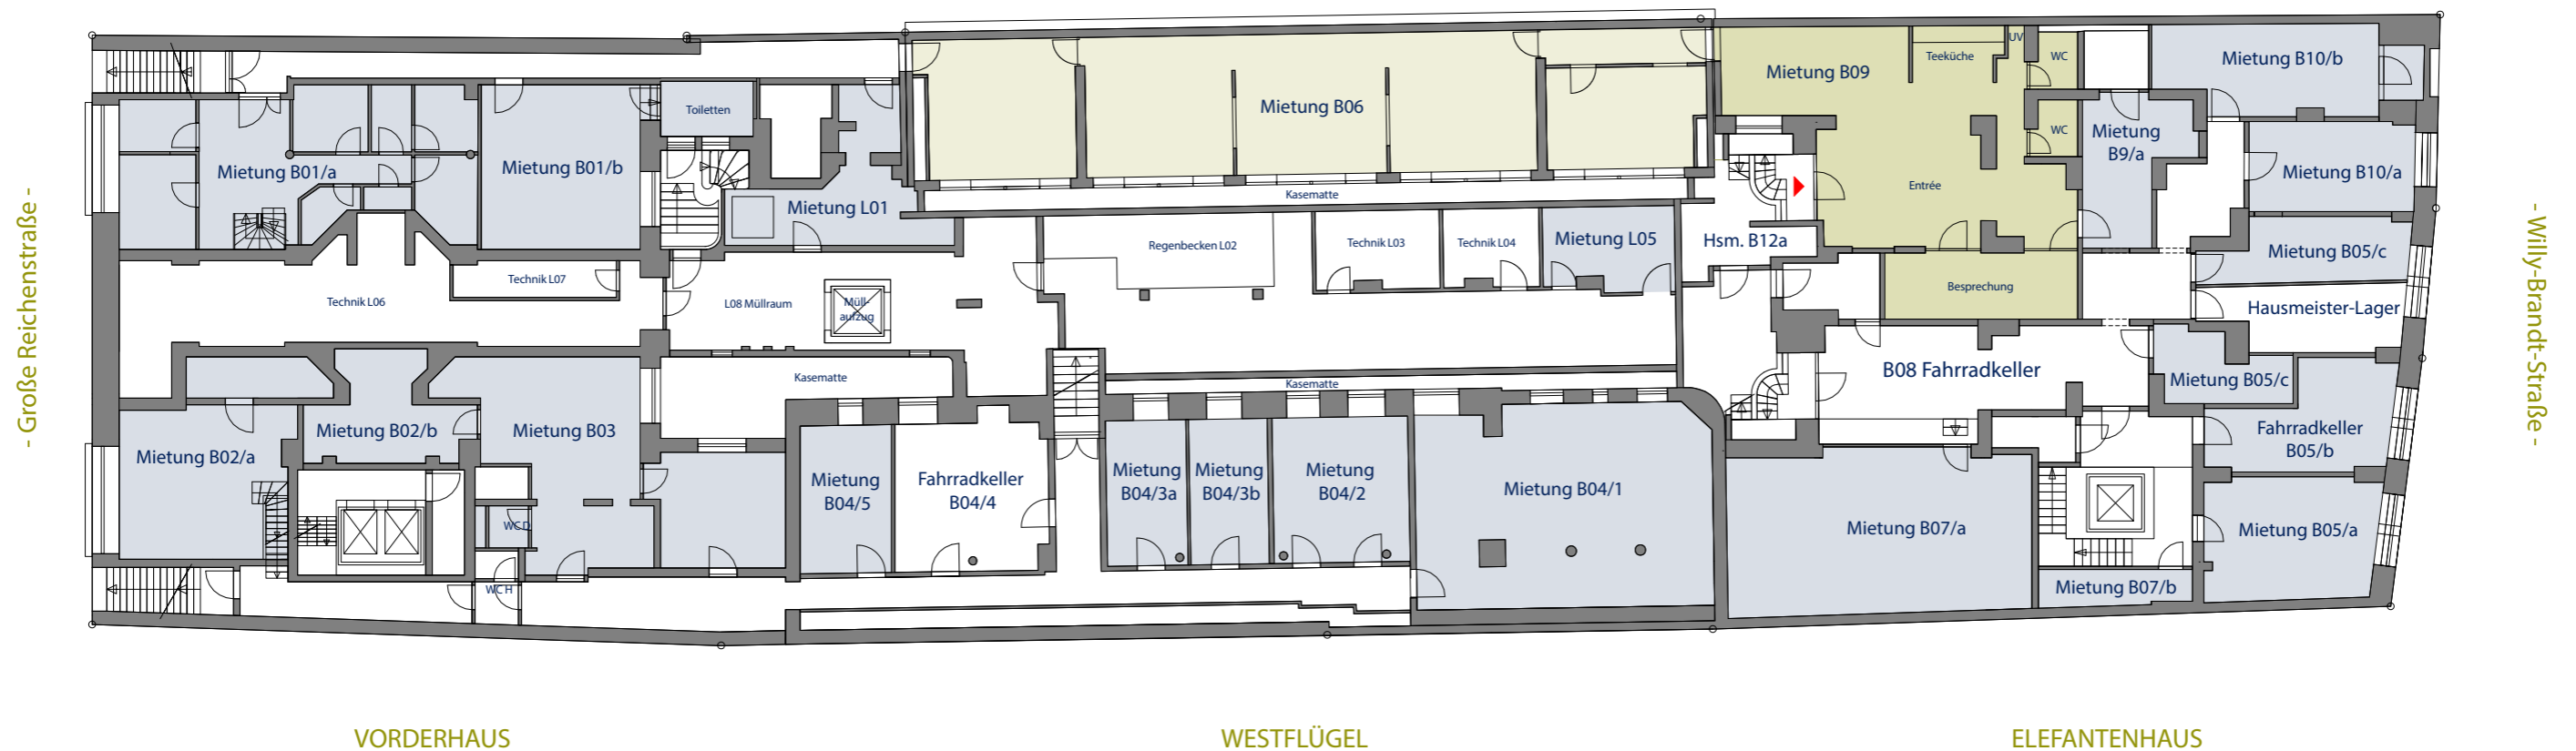 - Große Reichenstraße -
Mietung B01/a
Mietung B01/b
Toiletten
Mietung L01
Mietung B06
Kasematte
Mietung B09
Teeküche
UV
WC
WC
Entrée
Besprechung
Mietung
B9/a
Mietung B10/b
Mietung B10/a
Mietung B05/c
Hausmeister-Lager
- Willy-Brandt-Straße -
Technik L06
Technik L07
L08 Müllraum
Müll-
aufzug
Regenbecken L02
Technik L03
Technik L04
Mietung L05
Hsm. B12a
Kasematte
Kasematte
B08 Fahrradkeller
Mietung B05/c
Fahrradkeller
B05/b
Mietung B05/a
Mietung B02/a
Mietung B02/b
Mietung B03
WC D
WC H
Mietung
B04/5
Fahrradkeller
B04/4
Mietung
B04/3a
Mietung
B04/3b
Mietung
B04/2
Mietung B04/1
Mietung B07/a
Mietung B07/b
VORDERHAUS
WESTFLÜGEL
ELEFANTENHAUS